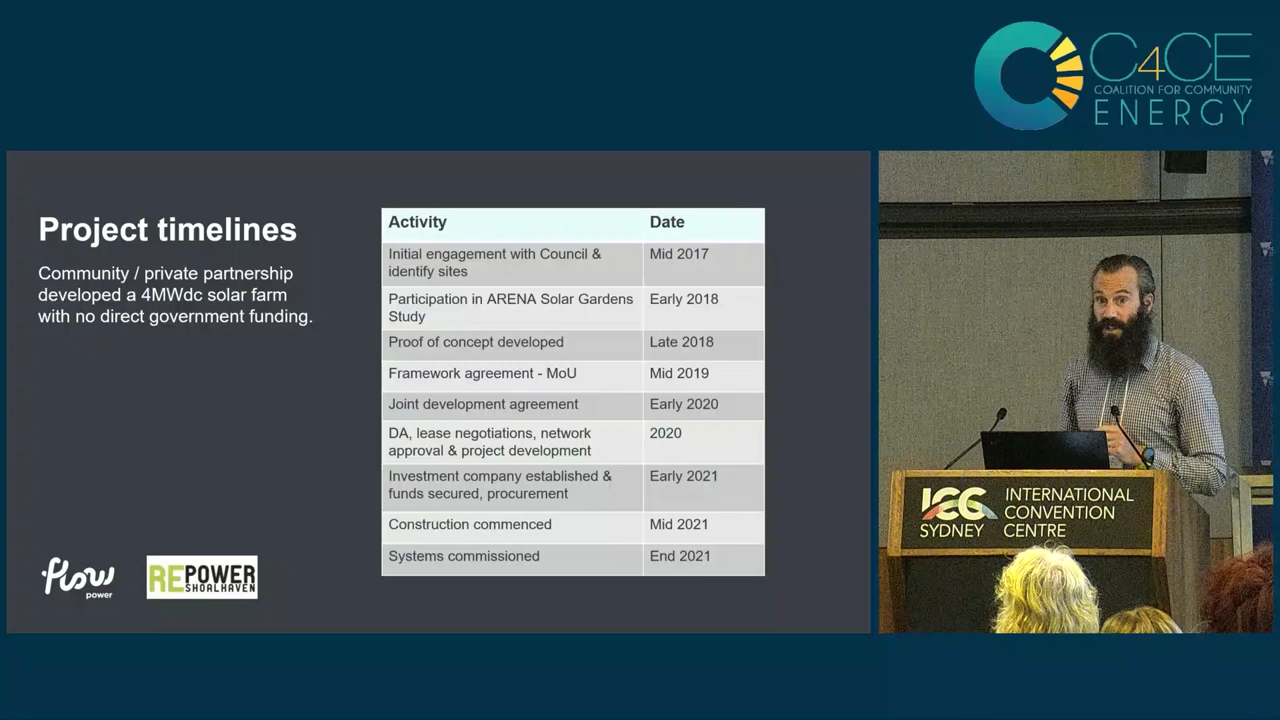 C4CE
COALITION FOR COMMUNITY
ENERGY
Project timelines
Community / private partnership
developed a 4MWdc solar farm
with no direct government funding.
Activity Date
Initial engagement with Council & Mid 2017
identify sites
Participation in ARENA Solar Gardens Early 2018
Study
Proof of concept developed Late 2018
Framework agreement - MoU Mid 2019
Joint development agreement Early 2020
DA, lease negotiations, network 2020
approval & project development
Investment company established & Early 2021
funds secured, procurement
Construction commenced Mid 2021
Systems commissioned End 2021
flow
power
REPOWER
SHOALHAVEN
ICC
SYDNEY
INTERNATIONAL
CONVENTION
CENTRE